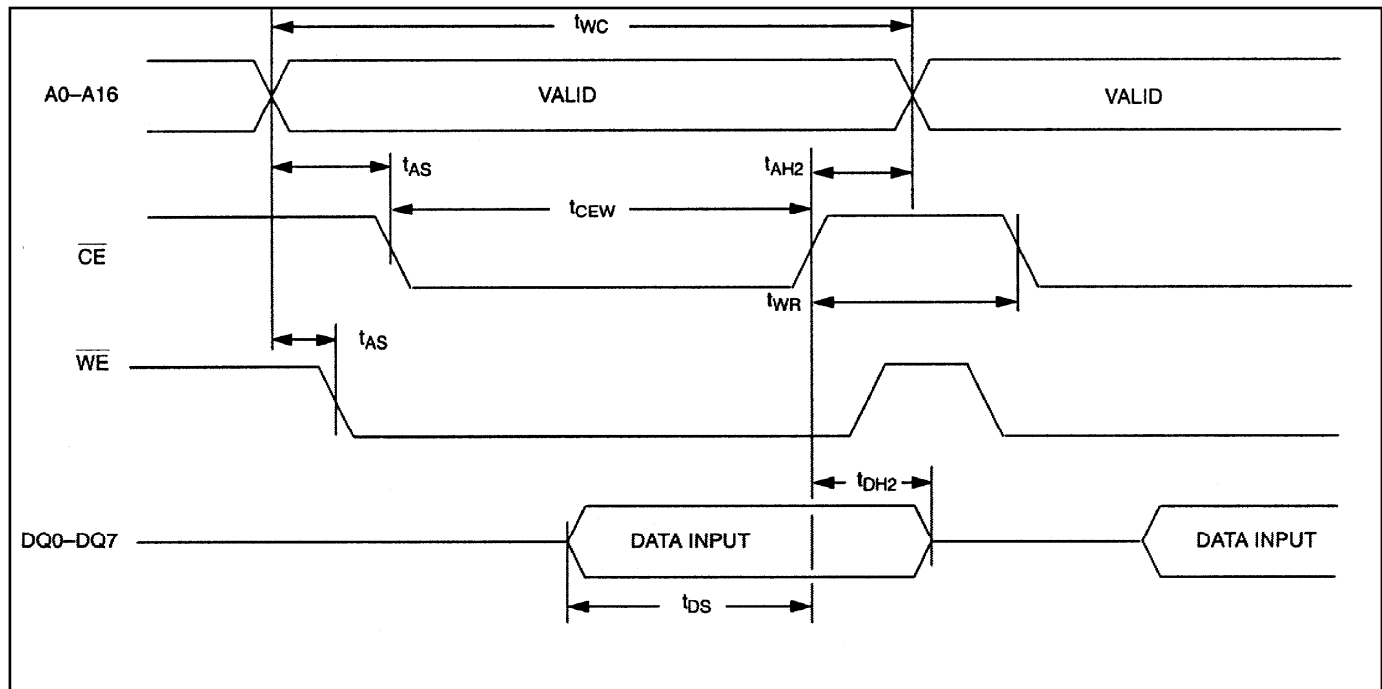 tWC
A0–A16
VALID
VALID
tAS
tAH2
tCEW
CE
tWR
tAS
WE
tDH2
DQ0–DQ7
DATA INPUT
DATA INPUT
tDS